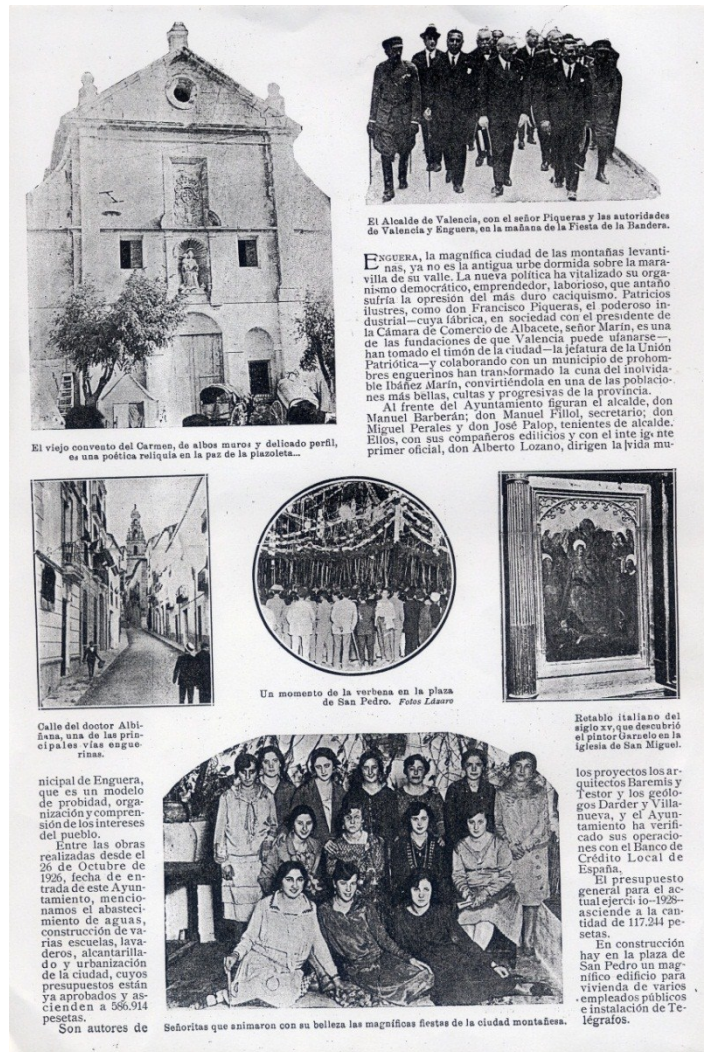 El Alcalde de Valencia, con el señor Piqueras y las autoridades
de Valencia y Enguera, en la mañana de la Fiesta de la Bandera.
ENGUERA, la magnífica ciudad de las montañas levanti-
nas, ya no es la antigua urbe dormida sobre la mara-
villa de su valle. La nueva política ha vitalizado su orga-
nismo democrático, emprendedor, laborioso, que antaño
sufría la opresión del más duro caciquismo. Patricios
ilustres, como don Francisco Piqueras, el poderoso in-
dustrial—cuya fábrica, en sociedad con el presidente de
la Cámara de Comercio de Albacete, señor Marín, es una
de las fundaciones de que Valencia puede ufanarse—,
han tomado el timón de la ciudad—la jefatura de la Unión
Patriótica—y colaborando con un municipio de prohom-
bres enguerinos han transformado la cuna del inolvida-
ble Ibáñez Marín, convirtiéndola en una de las poblacio-
nes más bellas, cultas y progresivas de la provincia.
Al frente del Ayuntamiento figuran el alcalde, don
Manuel Barberán; don Manuel Fillol, secretario; don
Miguel Perales y don José Palop, tenientes de alcalde.
Ellos, con sus compañeros edilicios y con el inte ige nte
primer oficial, don Alberto Lozano, dirigen la vida mu-
El viejo convento del Carmen, de albos muros y delicado perfil,
es una poética reliquia en la paz de la plazoleta...
Calle del doctor Albi-
ñana, una de las prin-
cipales vías engue-
rinas.
Un momento de la verbena en la plaza
de San Pedro. Fotos Lázaro
Retablo italiano del
siglo XV, que descubrió
el pintor Garnelo en la
iglesia de San Miguel.
nicipal de Enguera,
que es un modelo
de probidad, orga-
nización y compren-
sión de los intereses
del pueblo.
Entre las obras
realizadas desde el
26 de Octubre de
1926, fecha de en-
trada de este Ayun-
tamiento, mencio-
namos el abasteci-
miento de aguas,
construcción de va-
rias escuelas, lava-
deros, alcantarilla-
do y urbanización
de la ciudad, cuyos
presupuestos están
ya aprobados y as-
cienden a 586.914
pesetas.
Son autores de
los proyectos los ar-
quitectos Baremis y
Testor y los geólo-
gos Darder y Villa-
nueva, y el Ayun-
tamiento ha verifi-
cado sus operacio-
nes con el Banco de
Crédito Local de
España.
El presupuesto
general para el ac-
tual ejerci io—1928—
asciende a la can-
tidad de 117.244 pe-
setas.
En construcción
hay en la plaza de
San Pedro un mag-
nífico edificio para
vivienda de varios
empleados públicos
e instalación de Te-
légrafos.
Señoritas que animaron con su belleza las magníficas fiestas de la ciudad montañesa.